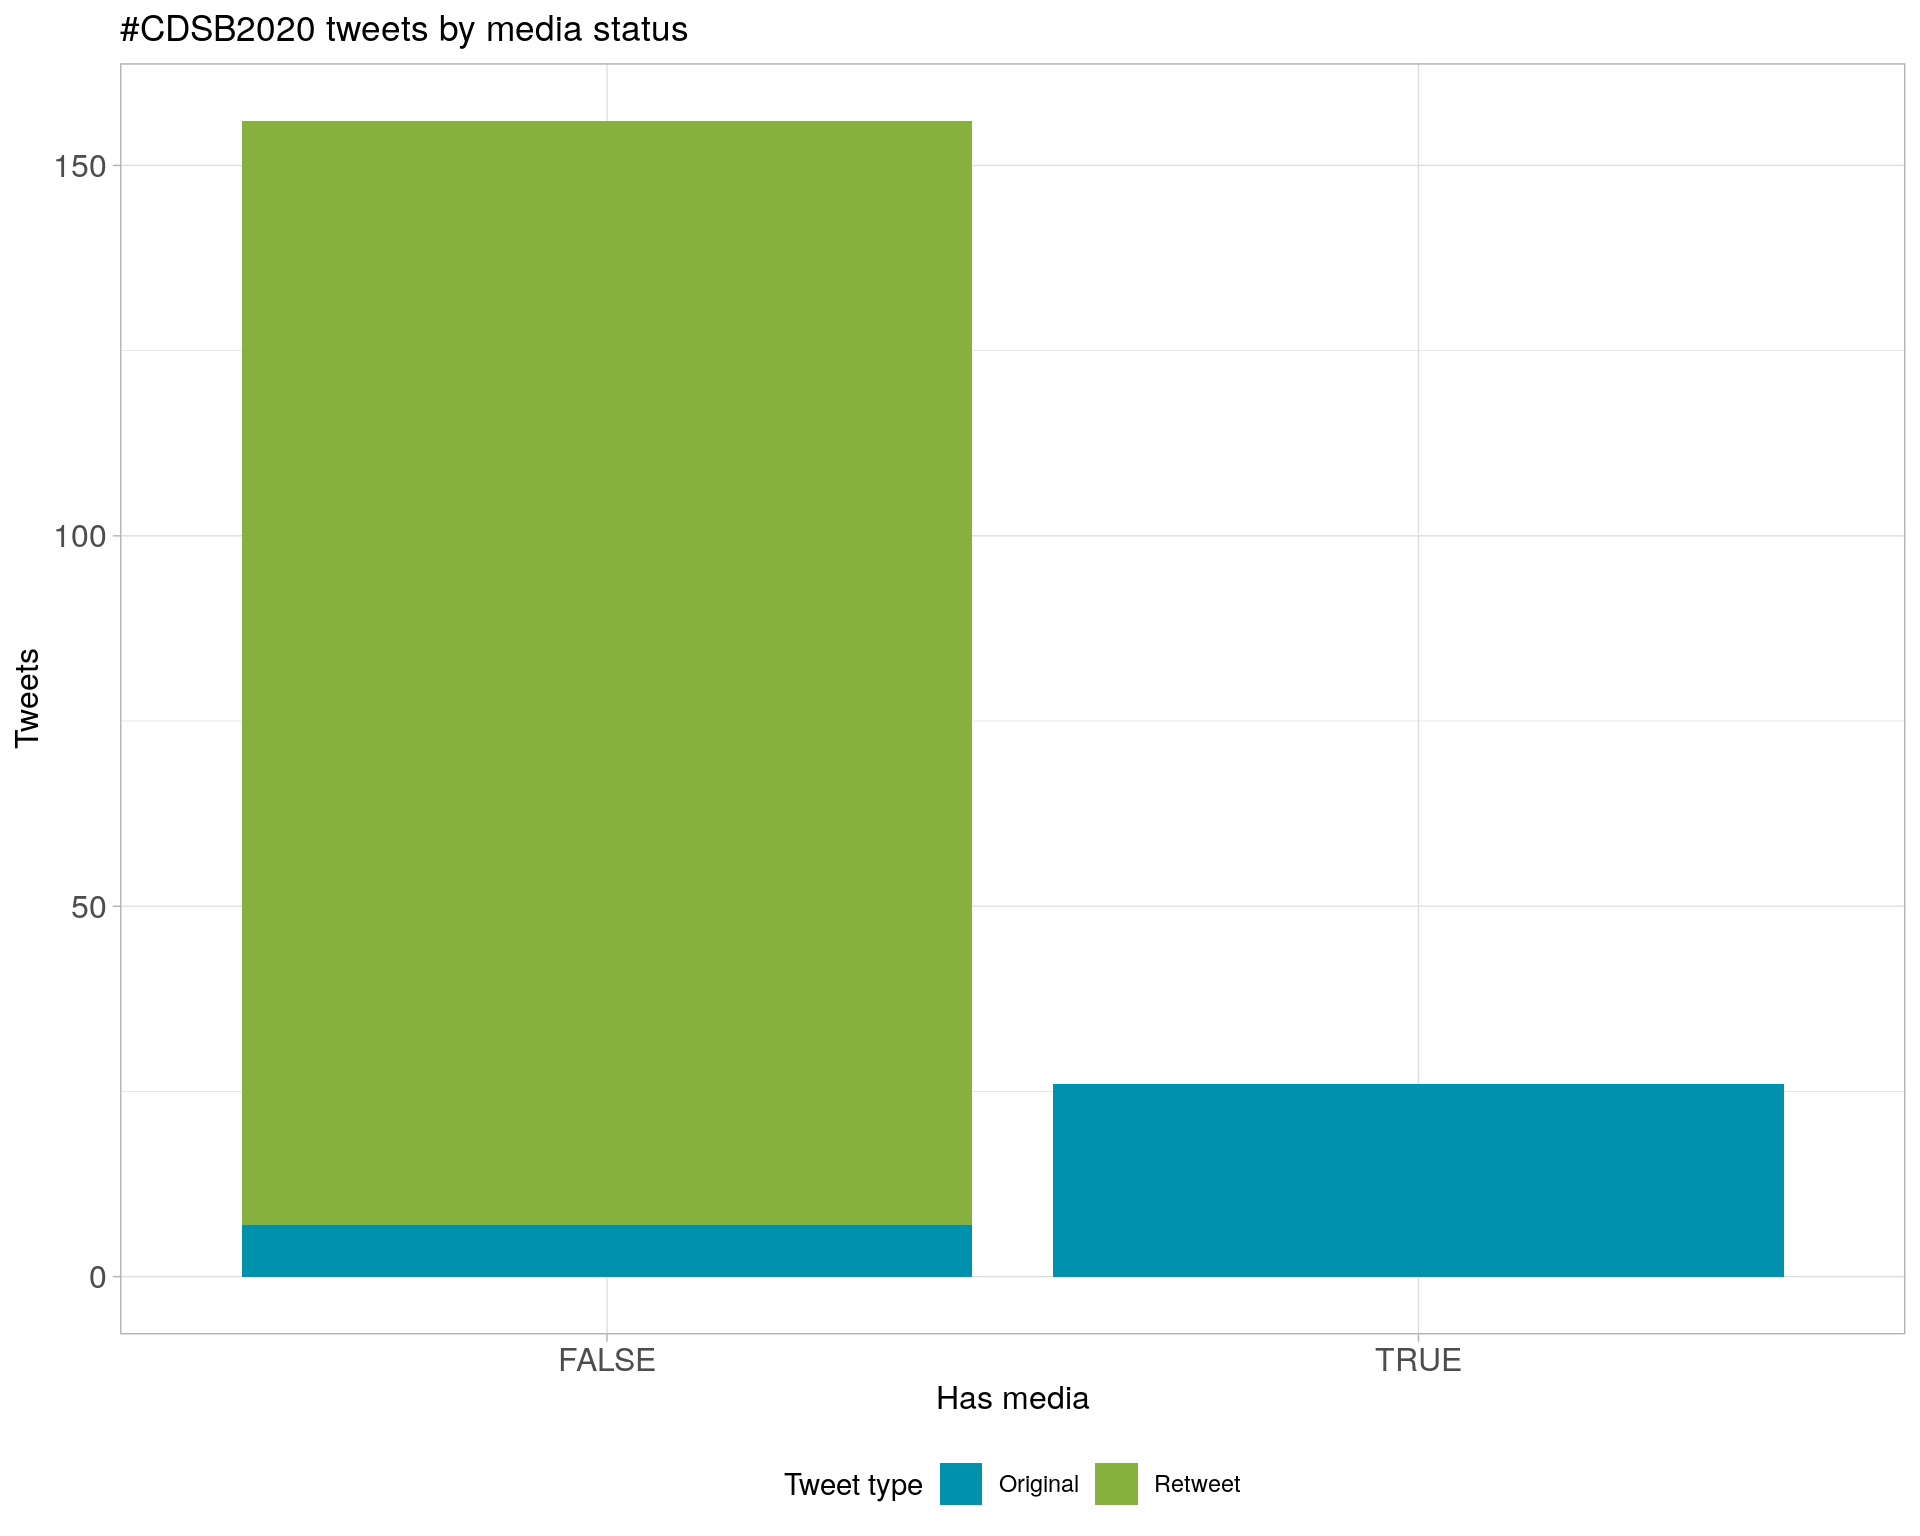 #CDSB2020 tweets by media status
150
100
50
0
Tweets
FALSE TRUE
Has media
Tweet type Original Retweet